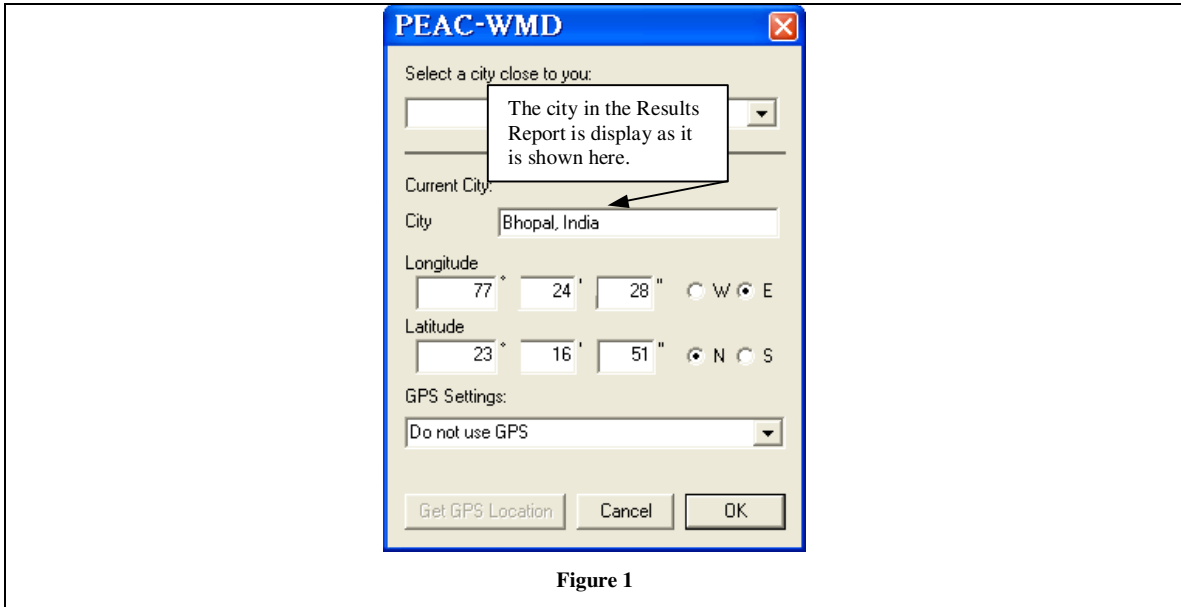 PEAC-WMD
Select a city close to you:
The city in the Results
Report is display as it
is shown here.
Current City:
City Bhopal, India
Longitude
77 ° 24 ' 28 " W E
Latitude
23 ° 16 ' 51 " N S
GPS Settings:
Do not use GPS
Get GPS Location Cancel OK
Figure 1